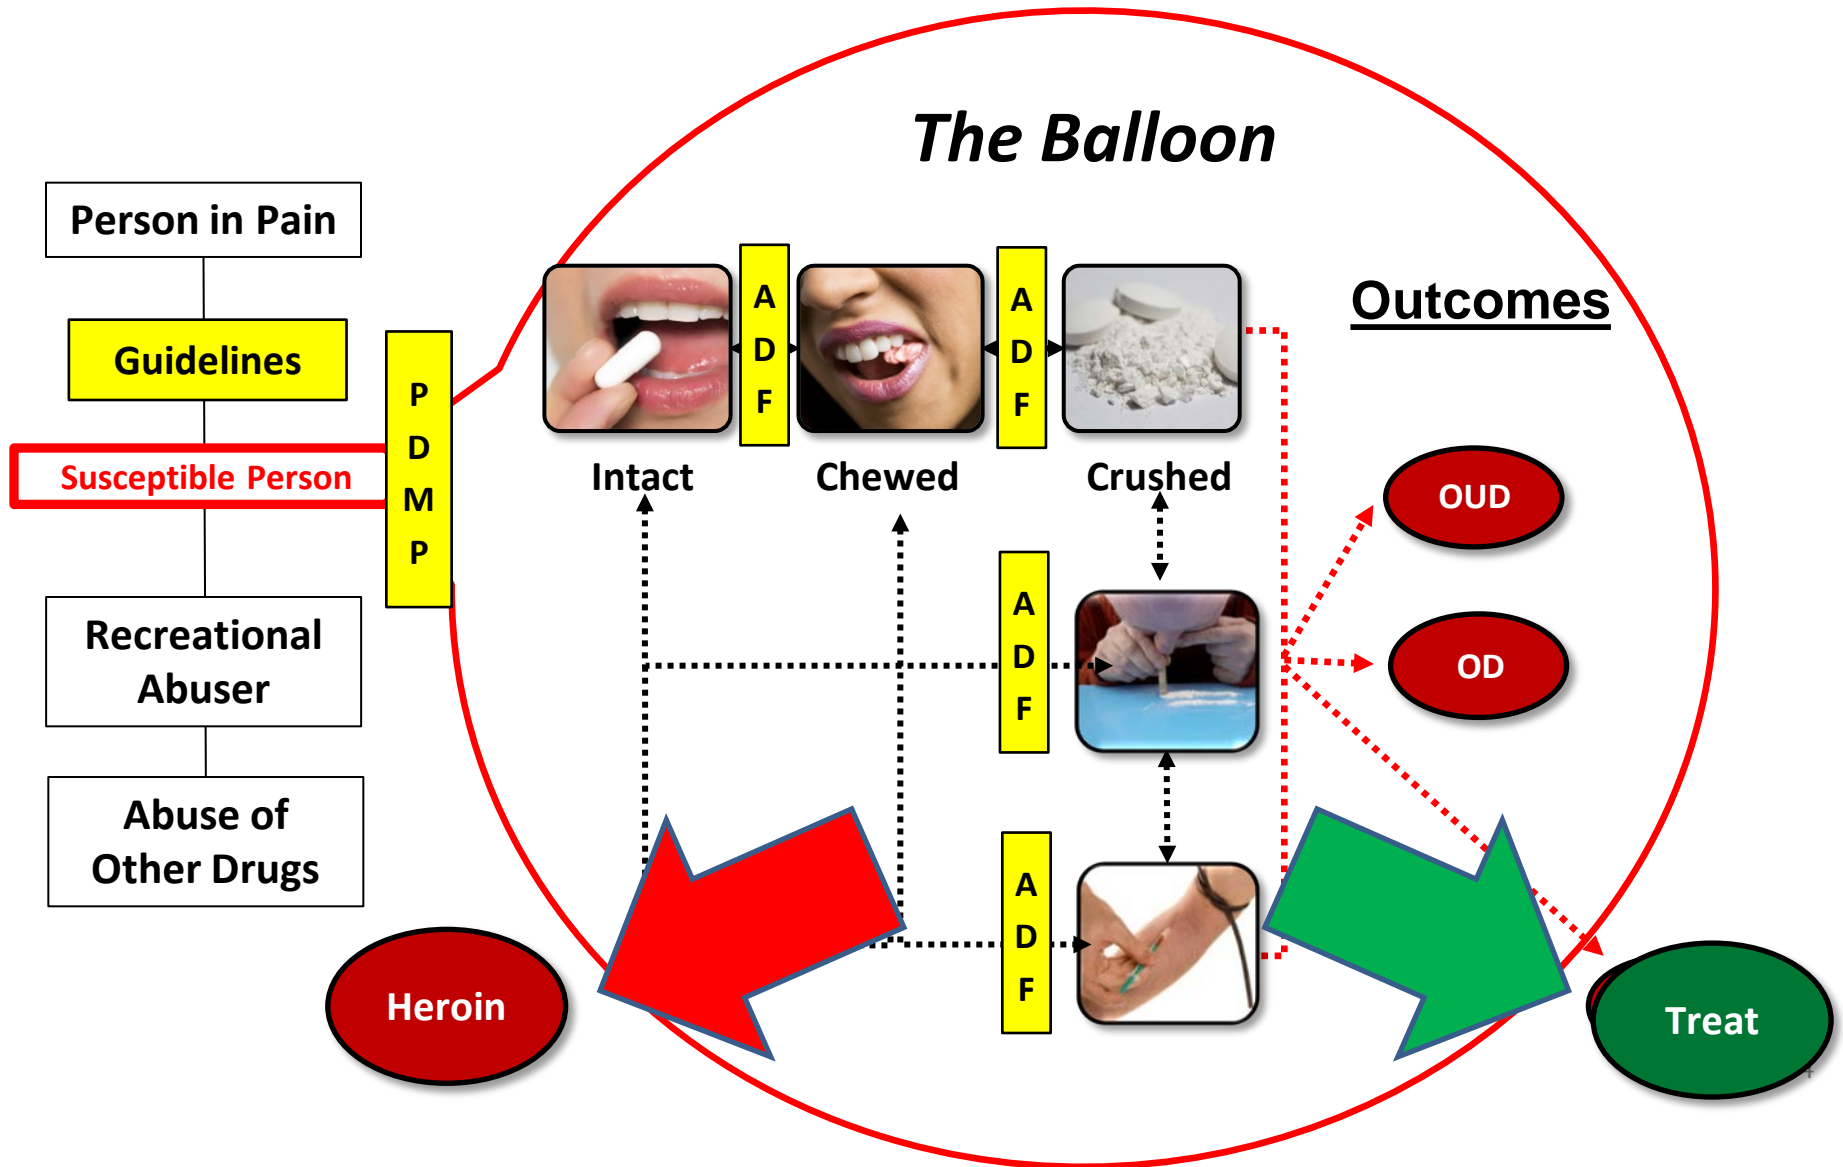 The Balloon
Person in Pain
Guidelines
Susceptible Person
Recreational
Abuser
Abuse of
Other Drugs
P
D
M
P
A
D
F
A
D
F
Intact
Chewed
Crushed
Outcomes
OUD
OD
A
D
F
A
D
F
Heroin
Treat